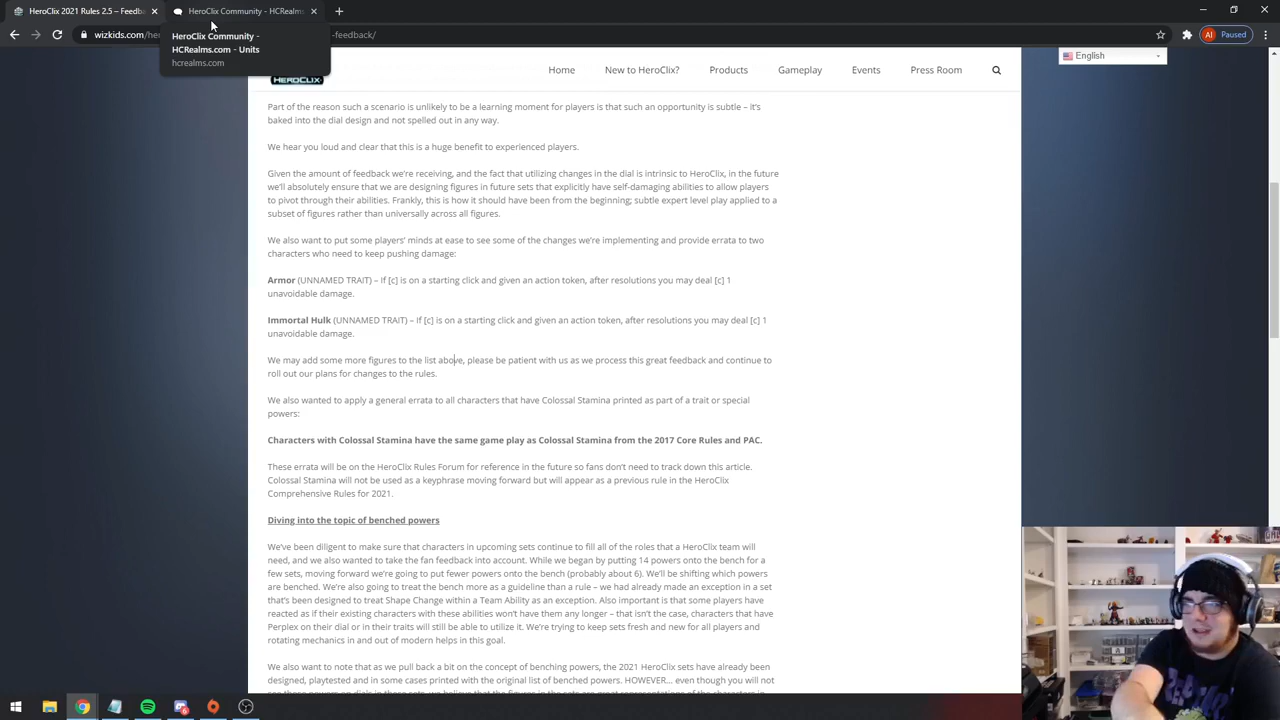 HeroClix 2021 Rules 2.5 – Feedba
HeroClix Community - HCRealms
wizkids.com/hero
-feedback/
Paused
HeroClix Community -
HCRealms.com - Units
hcrealms.com
HEROCLIX
Home
New to HeroClix?
Products
Gameplay
Events
Press Room
English
Part of the reason such a scenario is unlikely to be a learning moment for players is that such an opportunity is subtle – it's
baked into the dial design and not spelled out in any way.
We hear you loud and clear that this is a huge benefit to experienced players.
Given the amount of feedback we're receiving, and the fact that utilizing changes in the dial is intrinsic to HeroClix, in the future
we'll absolutely ensure that we are designing figures in future sets that explicitly have self-damaging abilities to allow players
to pivot through their abilities. Frankly, this is how it should have been from the beginning; subtle expert level play applied to a
subset of figures rather than universally across all figures.
We also want to put some players' minds at ease to see some of the changes we're implementing and provide errata to two
characters who need to keep pushing damage:
Armor (UNNAMED TRAIT) – If [c] is on a starting click and given an action token, after resolutions you may deal [c] 1
unavoidable damage.
Immortal Hulk (UNNAMED TRAIT) – If [c] is on a starting click and given an action token, after resolutions you may deal [c] 1
unavoidable damage.
We may add some more figures to the list above, please be patient with us as we process this great feedback and continue to
roll out our plans for changes to the rules.
We also wanted to apply a general errata to all characters that have Colossal Stamina printed as part of a trait or special
powers:
Characters with Colossal Stamina have the same game play as Colossal Stamina from the 2017 Core Rules and PAC.
These errata will be on the HeroClix Rules Forum for reference in the future so fans don't need to track down this article.
Colossal Stamina will not be used as a keyphrase moving forward but will appear as a previous rule in the HeroClix
Comprehensive Rules for 2021.
Diving into the topic of benched powers
We've been diligent to make sure that characters in upcoming sets continue to fill all of the roles that a HeroClix team will
need, and we also wanted to take the fan feedback into account. While we began by putting 14 powers onto the bench for a
few sets, moving forward we're going to put fewer powers onto the bench (probably about 6). We'll be shifting which powers
are benched. We're also going to treat the bench more as a guideline than a rule – we had already made an exception in a set
that's been designed to treat Shape Change within a Team Ability as an exception. Also important is that some players have
reacted as if their existing characters with these abilities won't have them any longer – that isn't the case, characters that have
Perplex on their dial or in their traits will still be able to utilize it. We're trying to keep sets fresh and new for all players and
rotating mechanics in and out of modern helps in this goal.
We also want to note that as we pull back a bit on the concept of benching powers, the 2021 HeroClix sets have already been
designed, playtested and in some cases printed with the original list of benched powers. HOWEVER… even though you will not